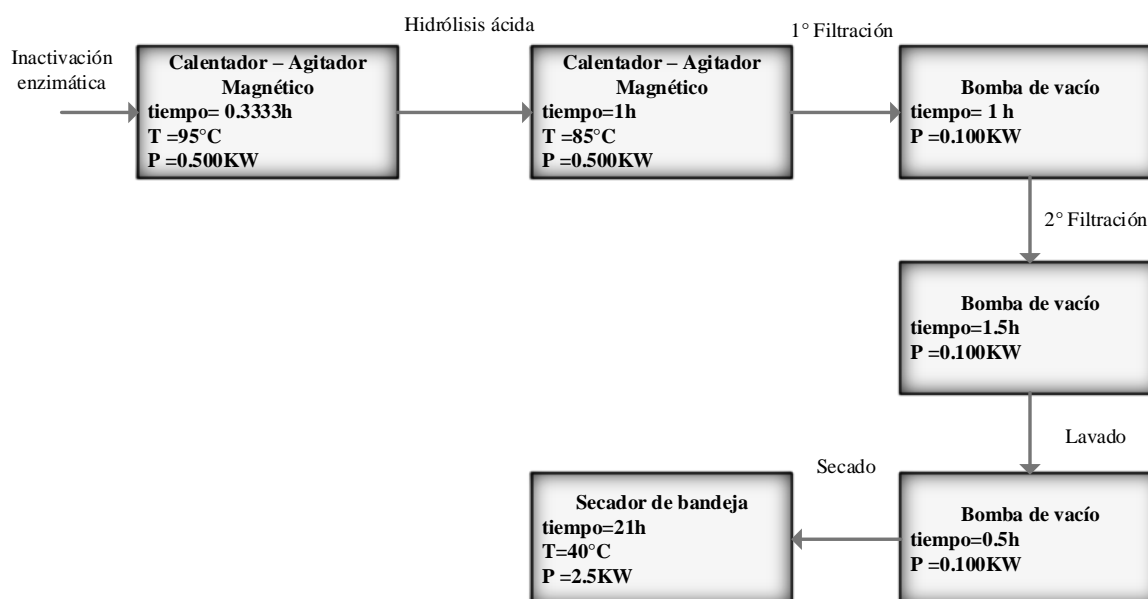 Inactivación
enzimática
Calentador – Agitador
Magnético
tiempo= 0.3333h
T =95°C
P =0.500KW
Hidrólisis ácida
Calentador – Agitador
Magnético
tiempo=1h
T =85°C
P =0.500KW
1° Filtración
Bomba de vacío
tiempo= 1 h
P =0.100KW
2° Filtración
Bomba de vacío
tiempo=1.5h
P =0.100KW
Lavado
Bomba de vacío
tiempo=0.5h
P =0.100KW
Secado
Secador de bandeja
tiempo=21h
T=40°C
P =2.5KW